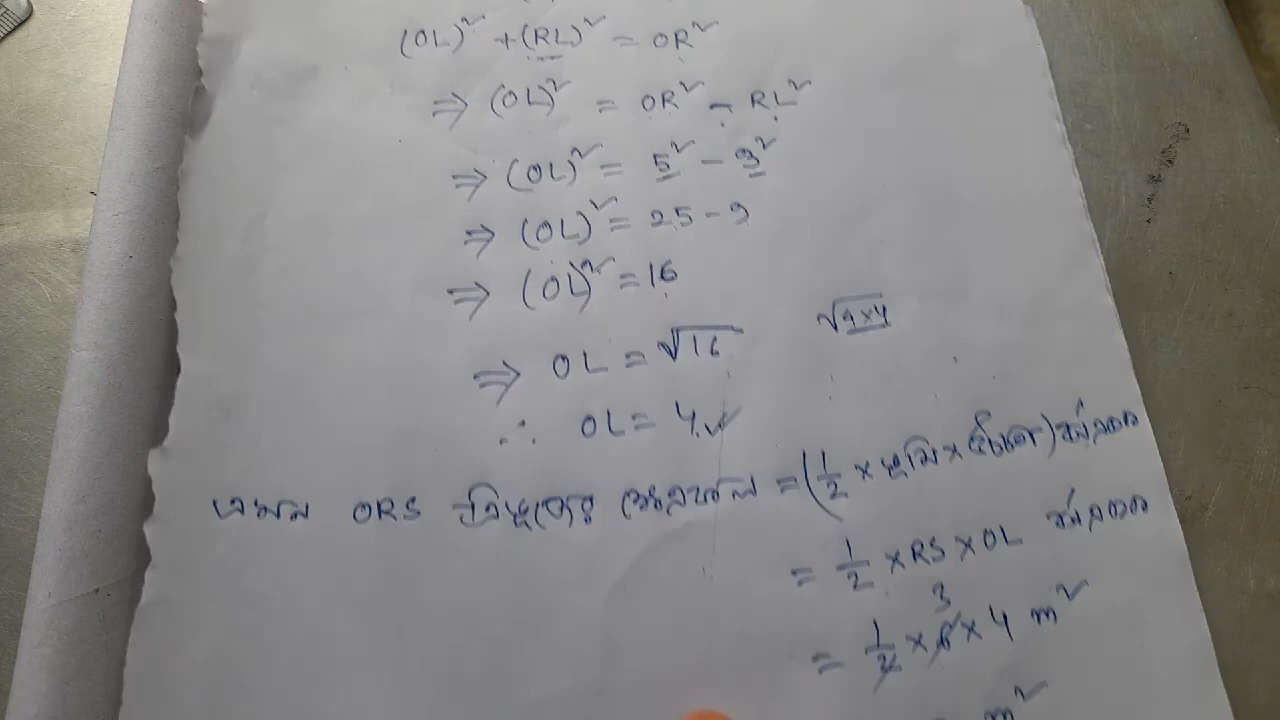 (OL)² + (RL)² = OR²
⇒ (OL)² = OR² - RL²
⇒ (OL)² = 5² - 3²
⇒ (OL)² = 25 - 9
⇒ (OL)² = 16
√4×4
⇒ OL = √16
∴ OL = 4 ✓
এখন ORS ত্রিভুজের ক্ষেত্রফল = (1/2 × ভূমি × উচ্চতা) বর্গএকক
= 1/2 × RS × OL বর্গএকক
3
= 1/2 × 6 × 4 m²
m²